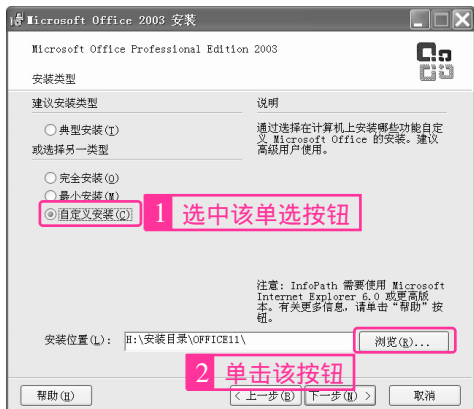 Microsoft Office 2003 安装
Microsoft Office Professional Edition 2003
安装类型
建议安装类型
典型安装(T)
或选择另一类型
完全安装(O)
最小安装(M)
自定义安装(C)
1 选中该单选按钮
说明
通过选择在计算机上安装哪些功能自定
义 Microsoft Office 的安装。建议
高级用户使用。
注意: InfoPath 需要使用 Microsoft
Internet Explorer 6.0 或更高版
本。有关更多信息，请单击“帮助”按
钮。
安装位置(L): H:\安装目录\OFFICE11\ 浏览(R)...
2 单击该按钮
帮助(H) < 上一步(B) 下一步(N) > 取消